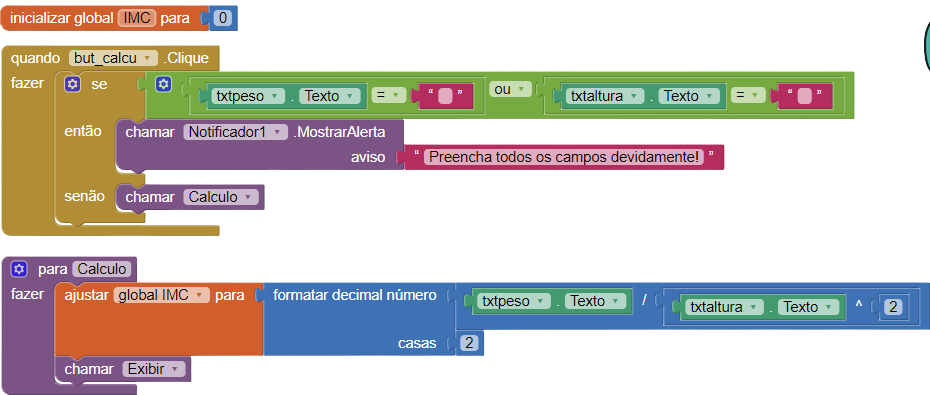 inicializar global IMC para 0
quando but_calcu .Clique
fazer se txtpeso . Texto = “ ” ou txtaltura . Texto = “ ”
então chamar Notificador1 .MostrarAlerta
aviso “ Preencha todos os campos devidamente! ”
senão chamar Calculo
para Calculo
fazer ajustar global IMC para formatar decimal número txtpeso . Texto / txtaltura . Texto ^ 2
casas 2
chamar Exibir